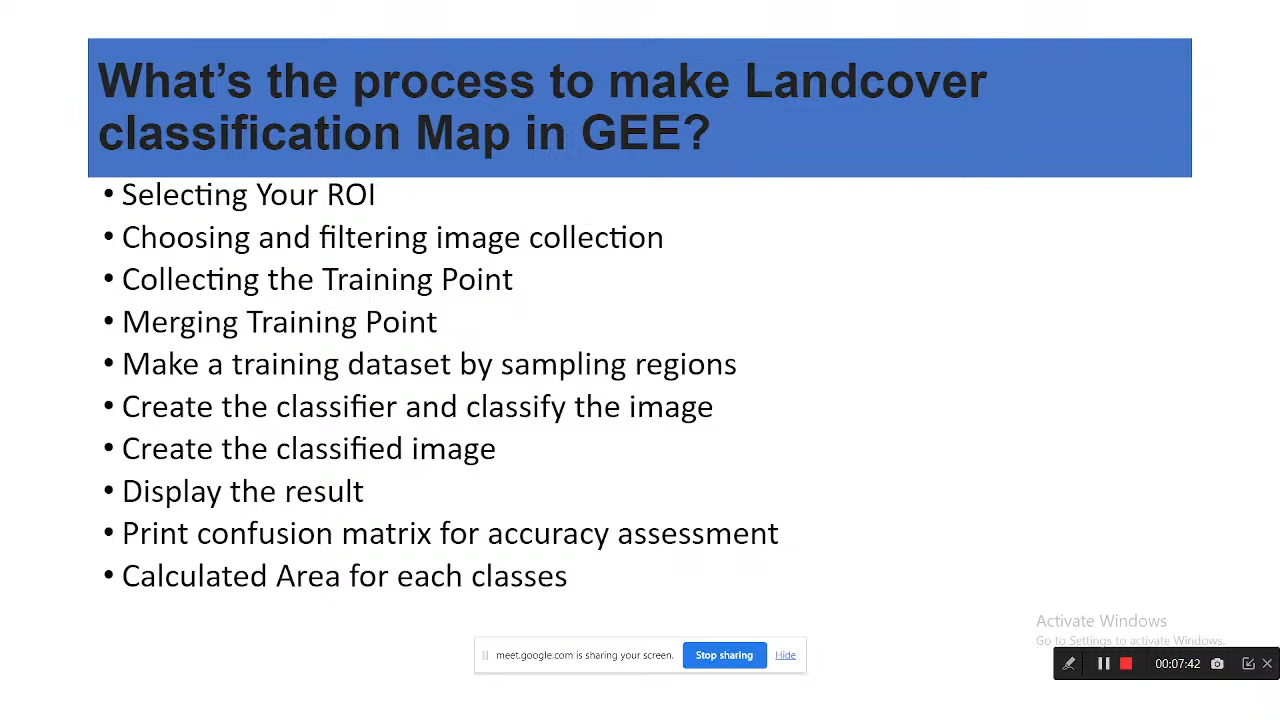 What's the process to make Landcover
classification Map in GEE?
• Selecting Your ROI
• Choosing and filtering image collection
• Collecting the Training Point
• Merging Training Point
• Make a training dataset by sampling regions
• Create the classifier and classify the image
• Create the classified image
• Display the result
• Print confusion matrix for accuracy assessment
• Calculated Area for each classes
Activate Windows
Go to Settings to activate Windows.
meet.google.com is sharing your screen. Stop sharing Hide
00:07:42